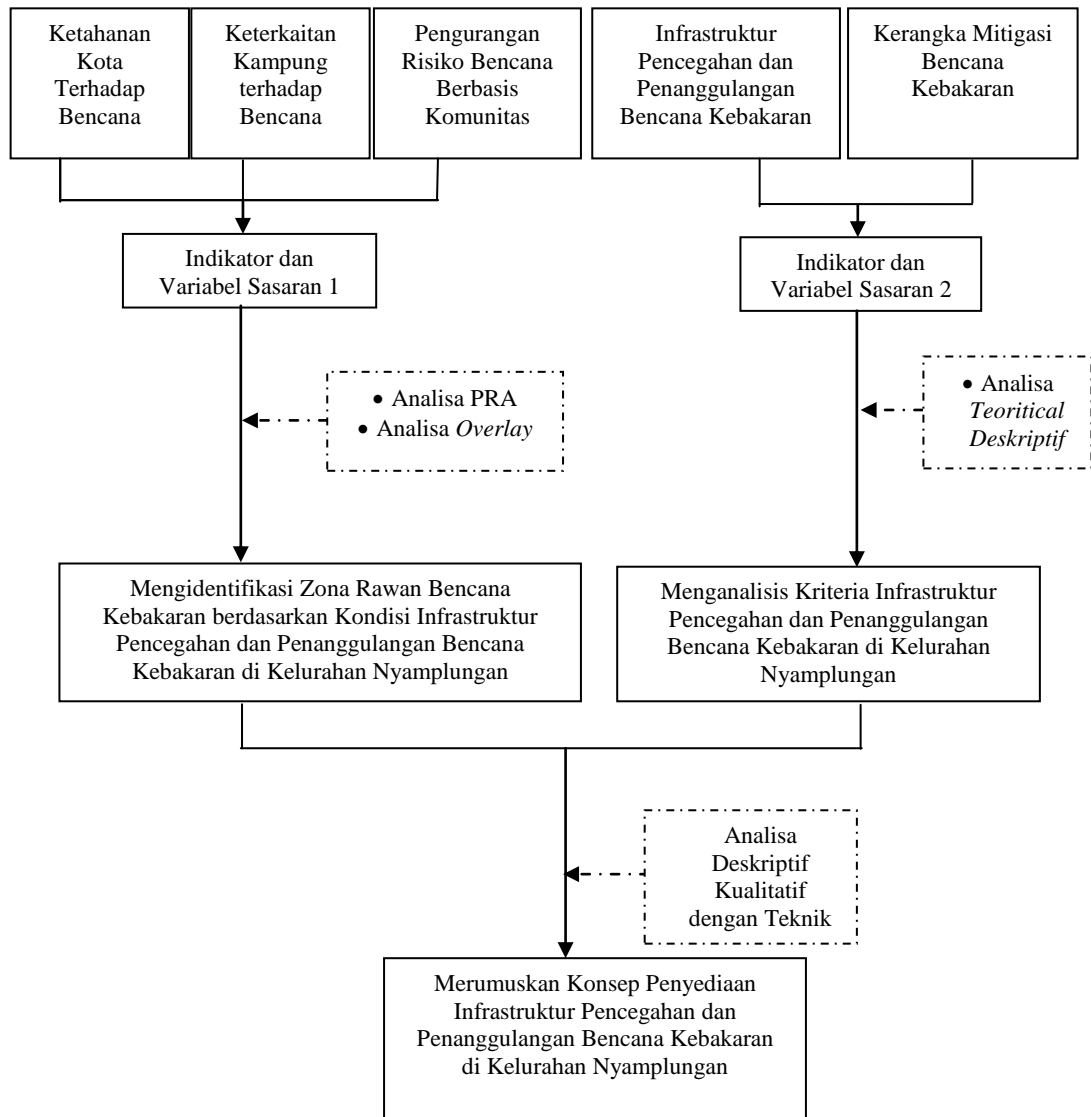 Ketahanan
Kota
Terhadap
Bencana
Keterkaitan
Kampung
terhadap
Bencana
Pengurangan
Risiko Bencana
Berbasis
Komunitas
Infrastruktur
Pencegahan dan
Penanggulangan
Bencana Kebakaran
Kerangka Mitigasi
Bencana
Kebakaran
Indikator dan
Variabel Sasaran 1
Indikator dan
Variabel Sasaran 2
• Analisa PRA
• Analisa Overlay
• Analisa
Teoritical
Deskriptif
Mengidentifikasi Zona Rawan Bencana
Kebakaran berdasarkan Kondisi Infrastruktur
Pencegahan dan Penanggulangan Bencana
Kebakaran di Kelurahan Nyamplungan
Menganalisis Kriteria Infrastruktur
Pencegahan dan Penanggulangan
Bencana Kebakaran di Kelurahan
Nyamplungan
Analisa
Deskriptif
Kualitatif
dengan Teknik
Merumuskan Konsep Penyediaan
Infrastruktur Pencegahan dan
Penanggulangan Bencana Kebakaran
di Kelurahan Nyamplungan